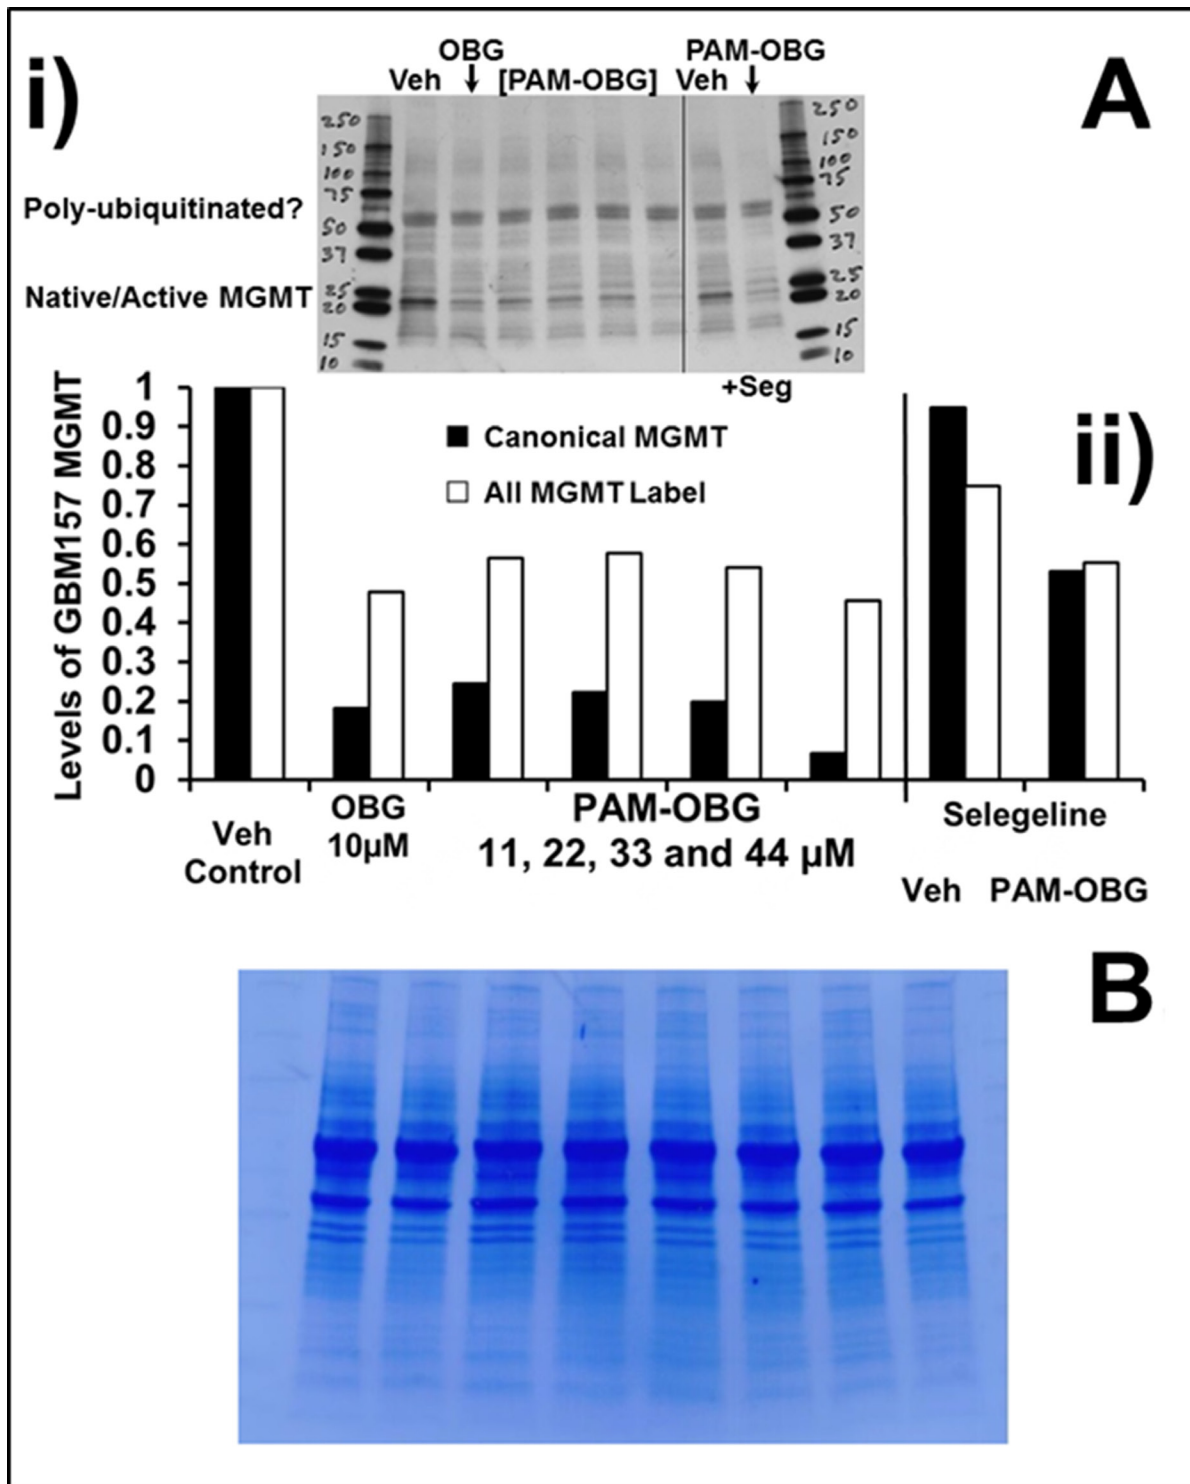 i)
A
OBG
PAM-OBG
Veh
[PAM-OBG]
Veh
250
150
100
75
50
37
25
20
15
10
250
150
100
75
50
37
25
20
15
10
Poly-ubiquitinated?
Native/Active MGMT
+Seg
ii)
Levels of GBM157 MGMT
1
0.9
0.8
0.7
0.6
0.5
0.4
0.3
0.2
0.1
0
Canonical MGMT
All MGMT Label
Veh
Control
OBG
10µM
PAM-OBG
11, 22, 33 and 44 µM
Selegeline
Veh PAM-OBG
B